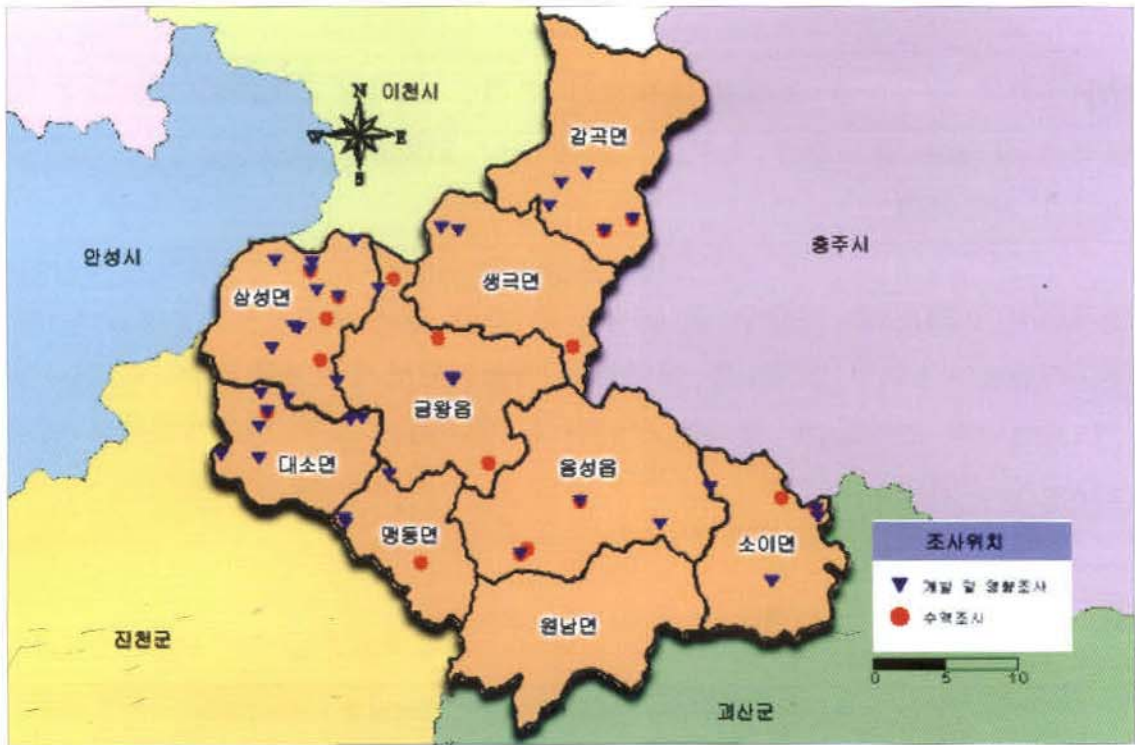 N
이천시
W
E
S
감곡면
안성시
충주시
생극면
삼성면
금왕읍
대소면
음성읍
맹동면
소이면
원남면
진천군
괴산군
조사위치
개발 및 영향조사
수맥조사
0 5 10